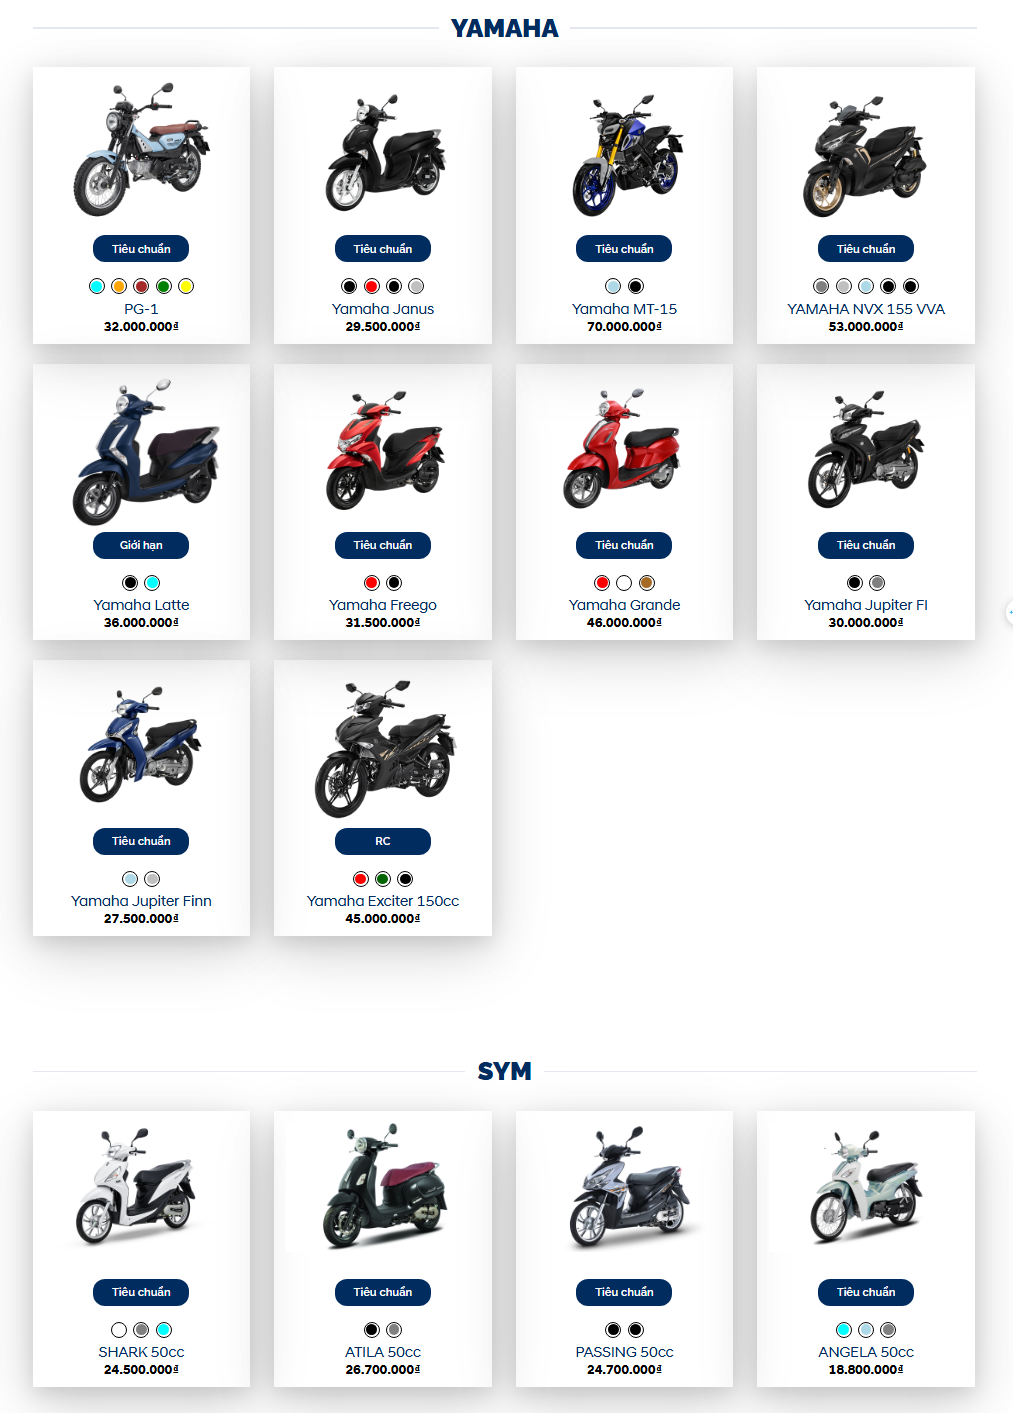 YAMAHA
Tiêu chuẩn
PG-1
32.000.000₫
Tiêu chuẩn
Yamaha Janus
29.500.000₫
Tiêu chuẩn
Yamaha MT-15
70.000.000₫
Tiêu chuẩn
YAMAHA NVX 155 VVA
53.000.000₫
Giới hạn
Yamaha Latte
36.000.000₫
Tiêu chuẩn
Yamaha Freego
31.500.000₫
Tiêu chuẩn
Yamaha Grande
46.000.000₫
Tiêu chuẩn
Yamaha Jupiter FI
30.000.000₫
Tiêu chuẩn
Yamaha Jupiter Finn
27.500.000₫
RC
Yamaha Exciter 150cc
45.000.000₫
SYM
Tiêu chuẩn
SHARK 50cc
24.500.000₫
Tiêu chuẩn
ATILA 50cc
26.700.000₫
Tiêu chuẩn
PASSING 50cc
24.700.000₫
Tiêu chuẩn
ANGELA 50cc
18.800.000₫